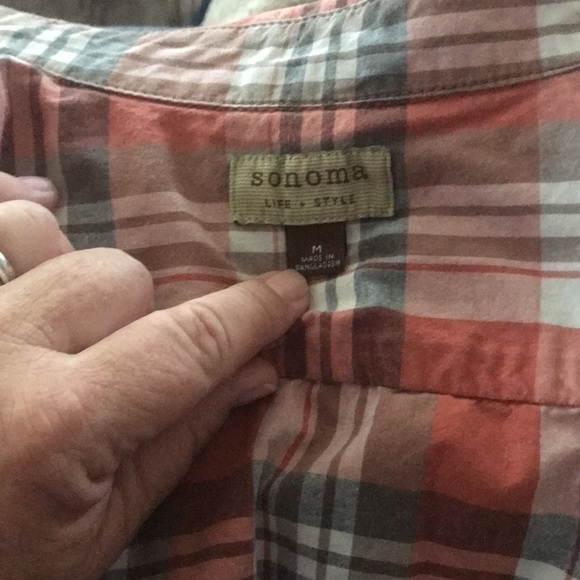 sonoma
LIFE + STYLE
M
MADE IN
BANGLADESH